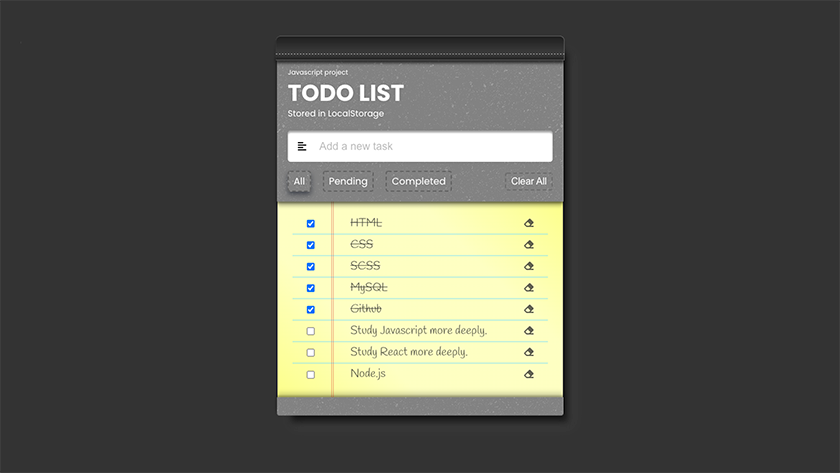 Javascript project
TODO LIST
Stored in LocalStorage
Add a new task
All Pending Completed Clear All
HTML
CSS
SCSS
MySQL
Github
Study Javascript more deeply.
Study React more deeply.
Node.js